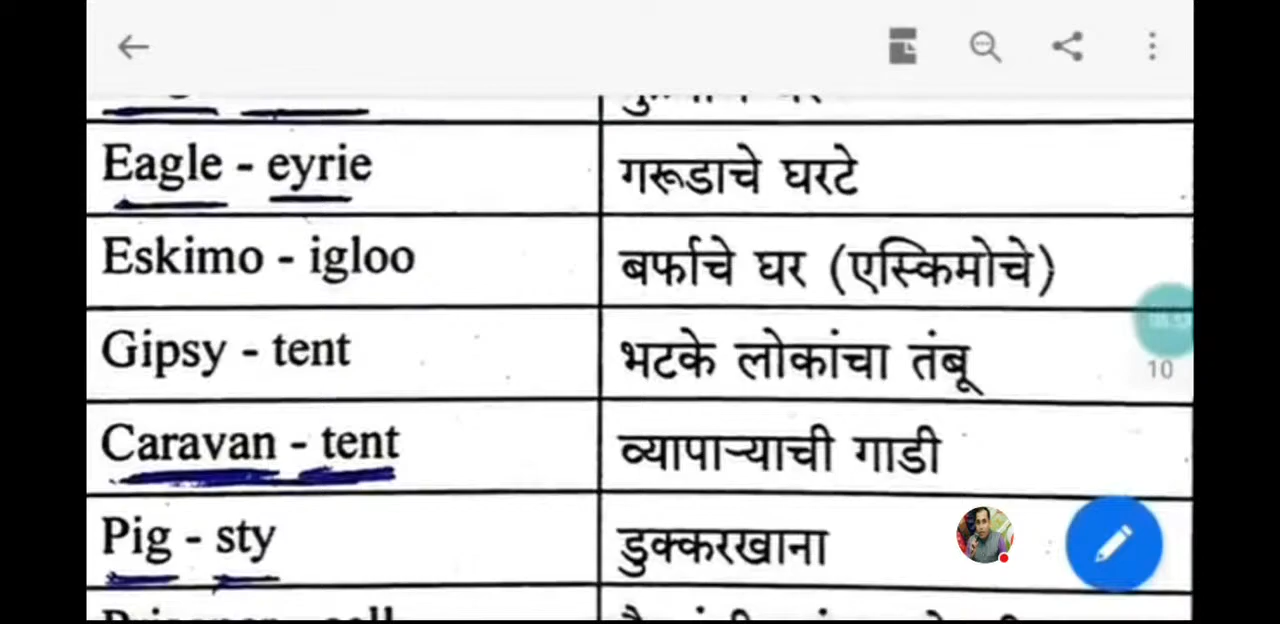 Eagle - eyrie गरूडाचे घरटे
Eskimo - igloo बर्फाचे घर (एस्किमोचे)
Gipsy - tent भटके लोकांचा तंबू
10
Caravan - tent व्यापाऱ्याची गाडी
Pig - sty डुक्करखाना